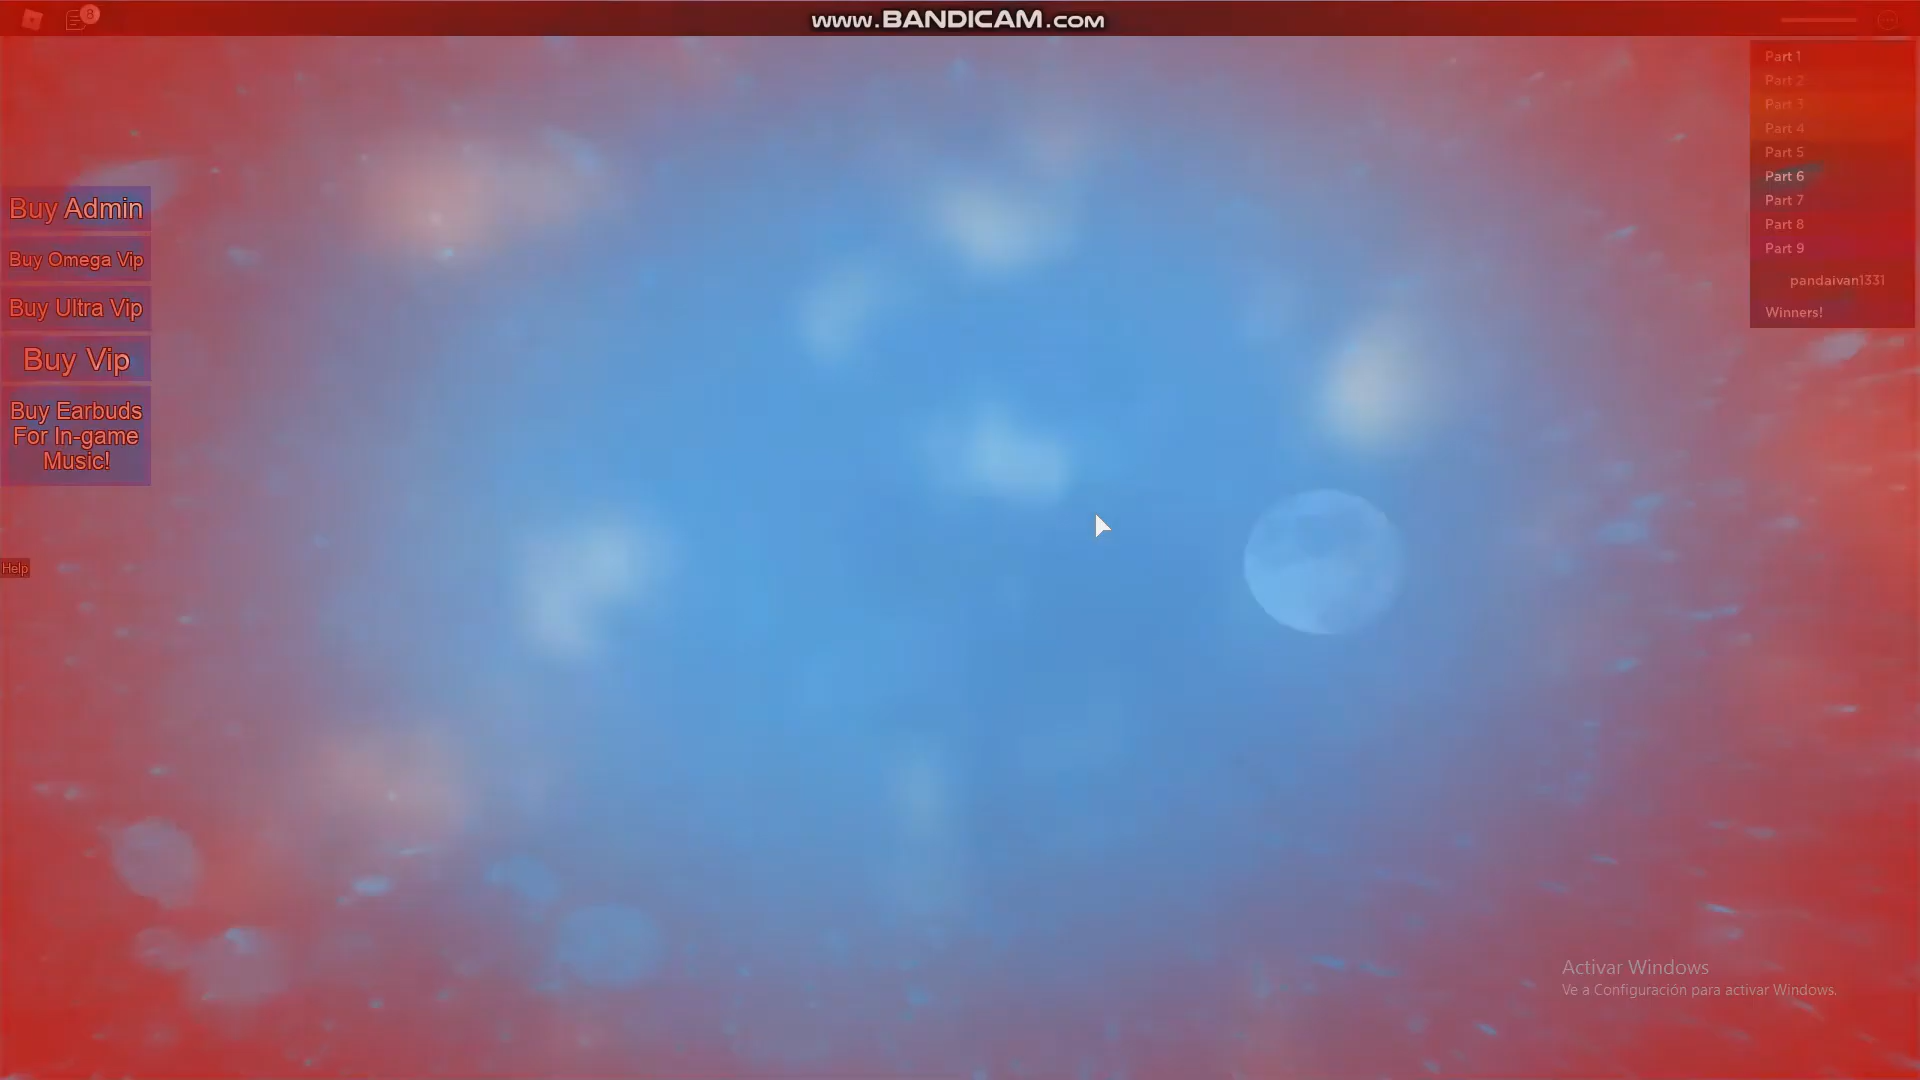 8
www.BANDICAM.com
Part 1
Part 2
Part 3
Part 4
Part 5
Part 6
Part 7
Part 8
Part 9
pandaivan1331
Winners!
Buy Admin
Buy Omega Vip
Buy Ultra Vip
Buy Vip
Buy Earbuds
For In-game
Music!
Help
Activar Windows
Ve a Configuración para activar Windows.